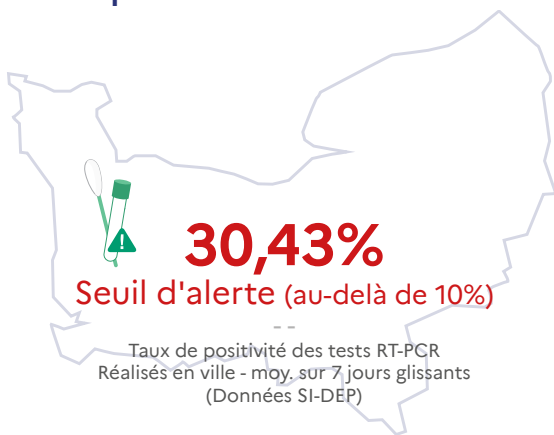 30,43%
Seuil d'alerte (au-delà de 10%)
--
Taux de positivité des tests RT-PCR
Réalisés en ville - moy. sur 7 jours glissants
(Données SI-DEP)